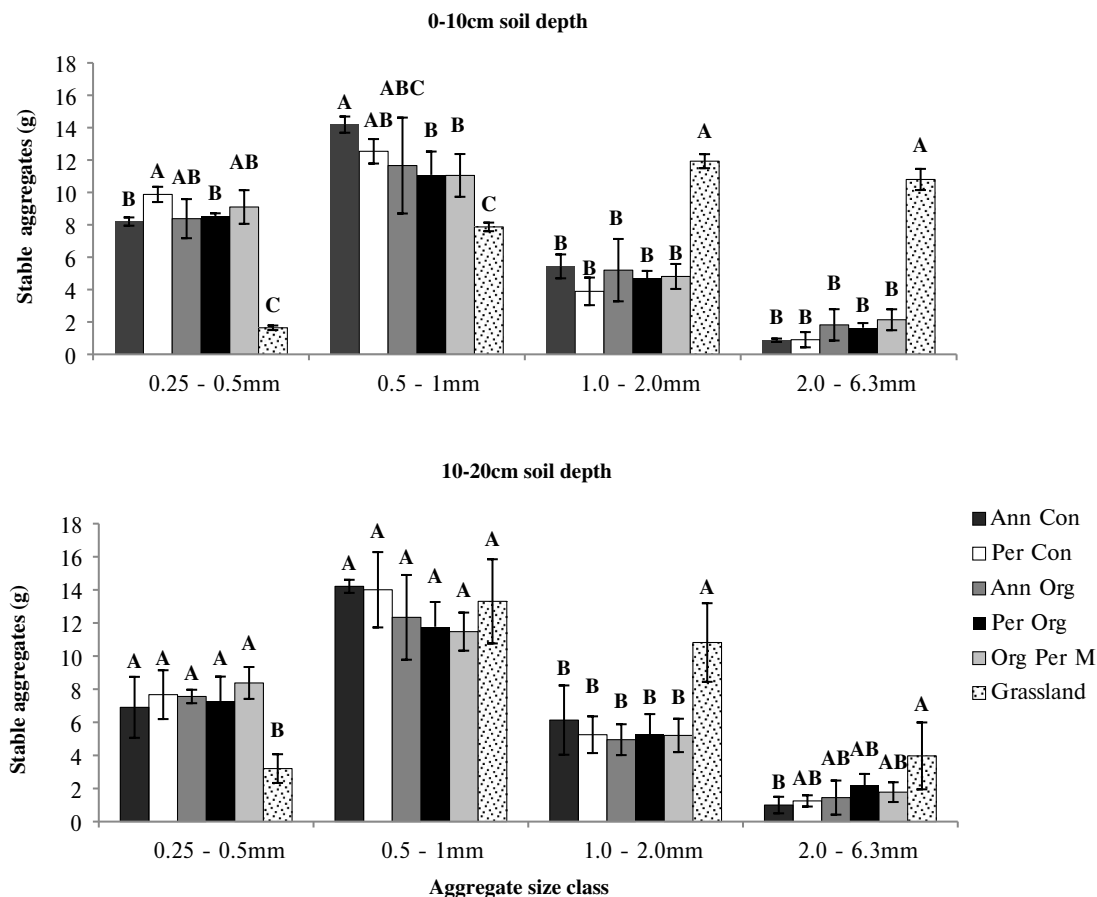 0-10cm soil depth
Stable aggregates (g)
18
16
14
12
10
8
6
4
2
0
B A AB B AB C
A AB ABC B B C
B B B B B A
B B B B B A
0.25 - 0.5mm 0.5 - 1mm 1.0 - 2.0mm 2.0 - 6.3mm
10-20cm soil depth
Stable aggregates (g)
18
16
14
12
10
8
6
4
2
0
A A A A A B
A A A A A A
B B B B B A
B AB AB AB AB A
0.25 - 0.5mm 0.5 - 1mm 1.0 - 2.0mm 2.0 - 6.3mm
Aggregate size class
Ann Con
Per Con
Ann Org
Per Org
Org Per M
Grassland